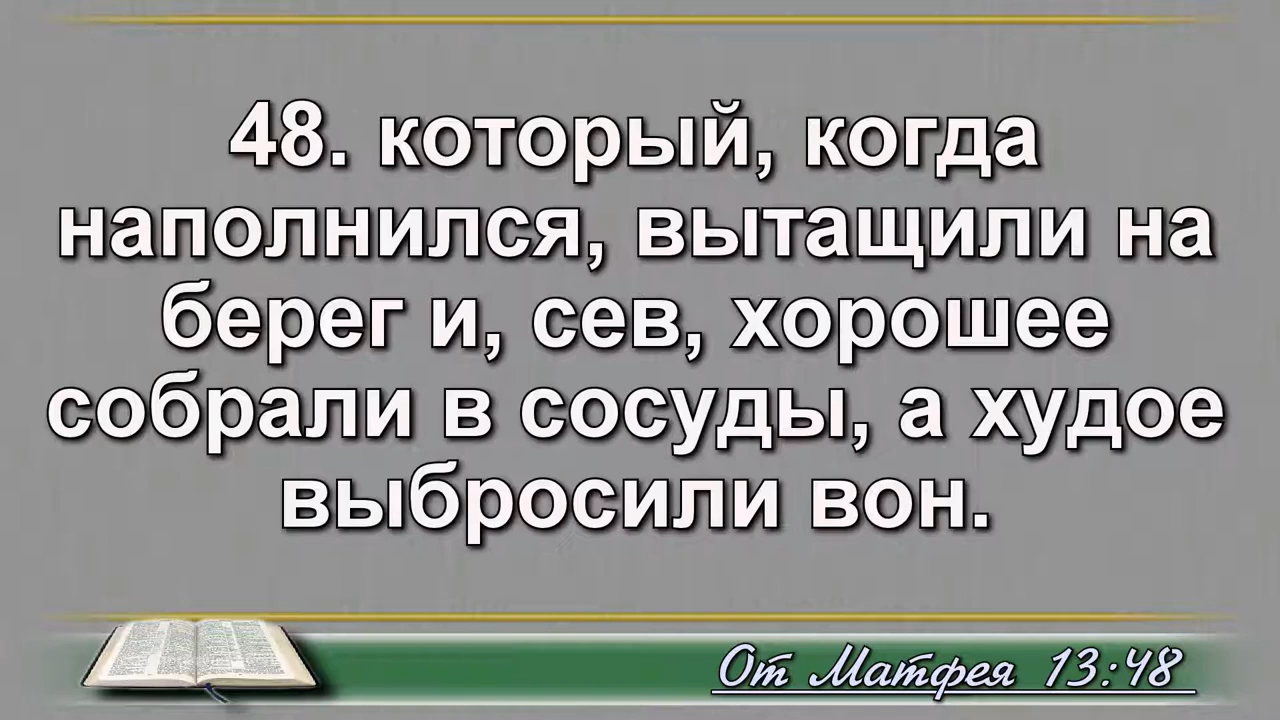 48. который, когда
наполнился, вытащили на
берег и, сев, хорошее
собрали в сосуды, а худое
выбросили вон.
От Матфея 13:48